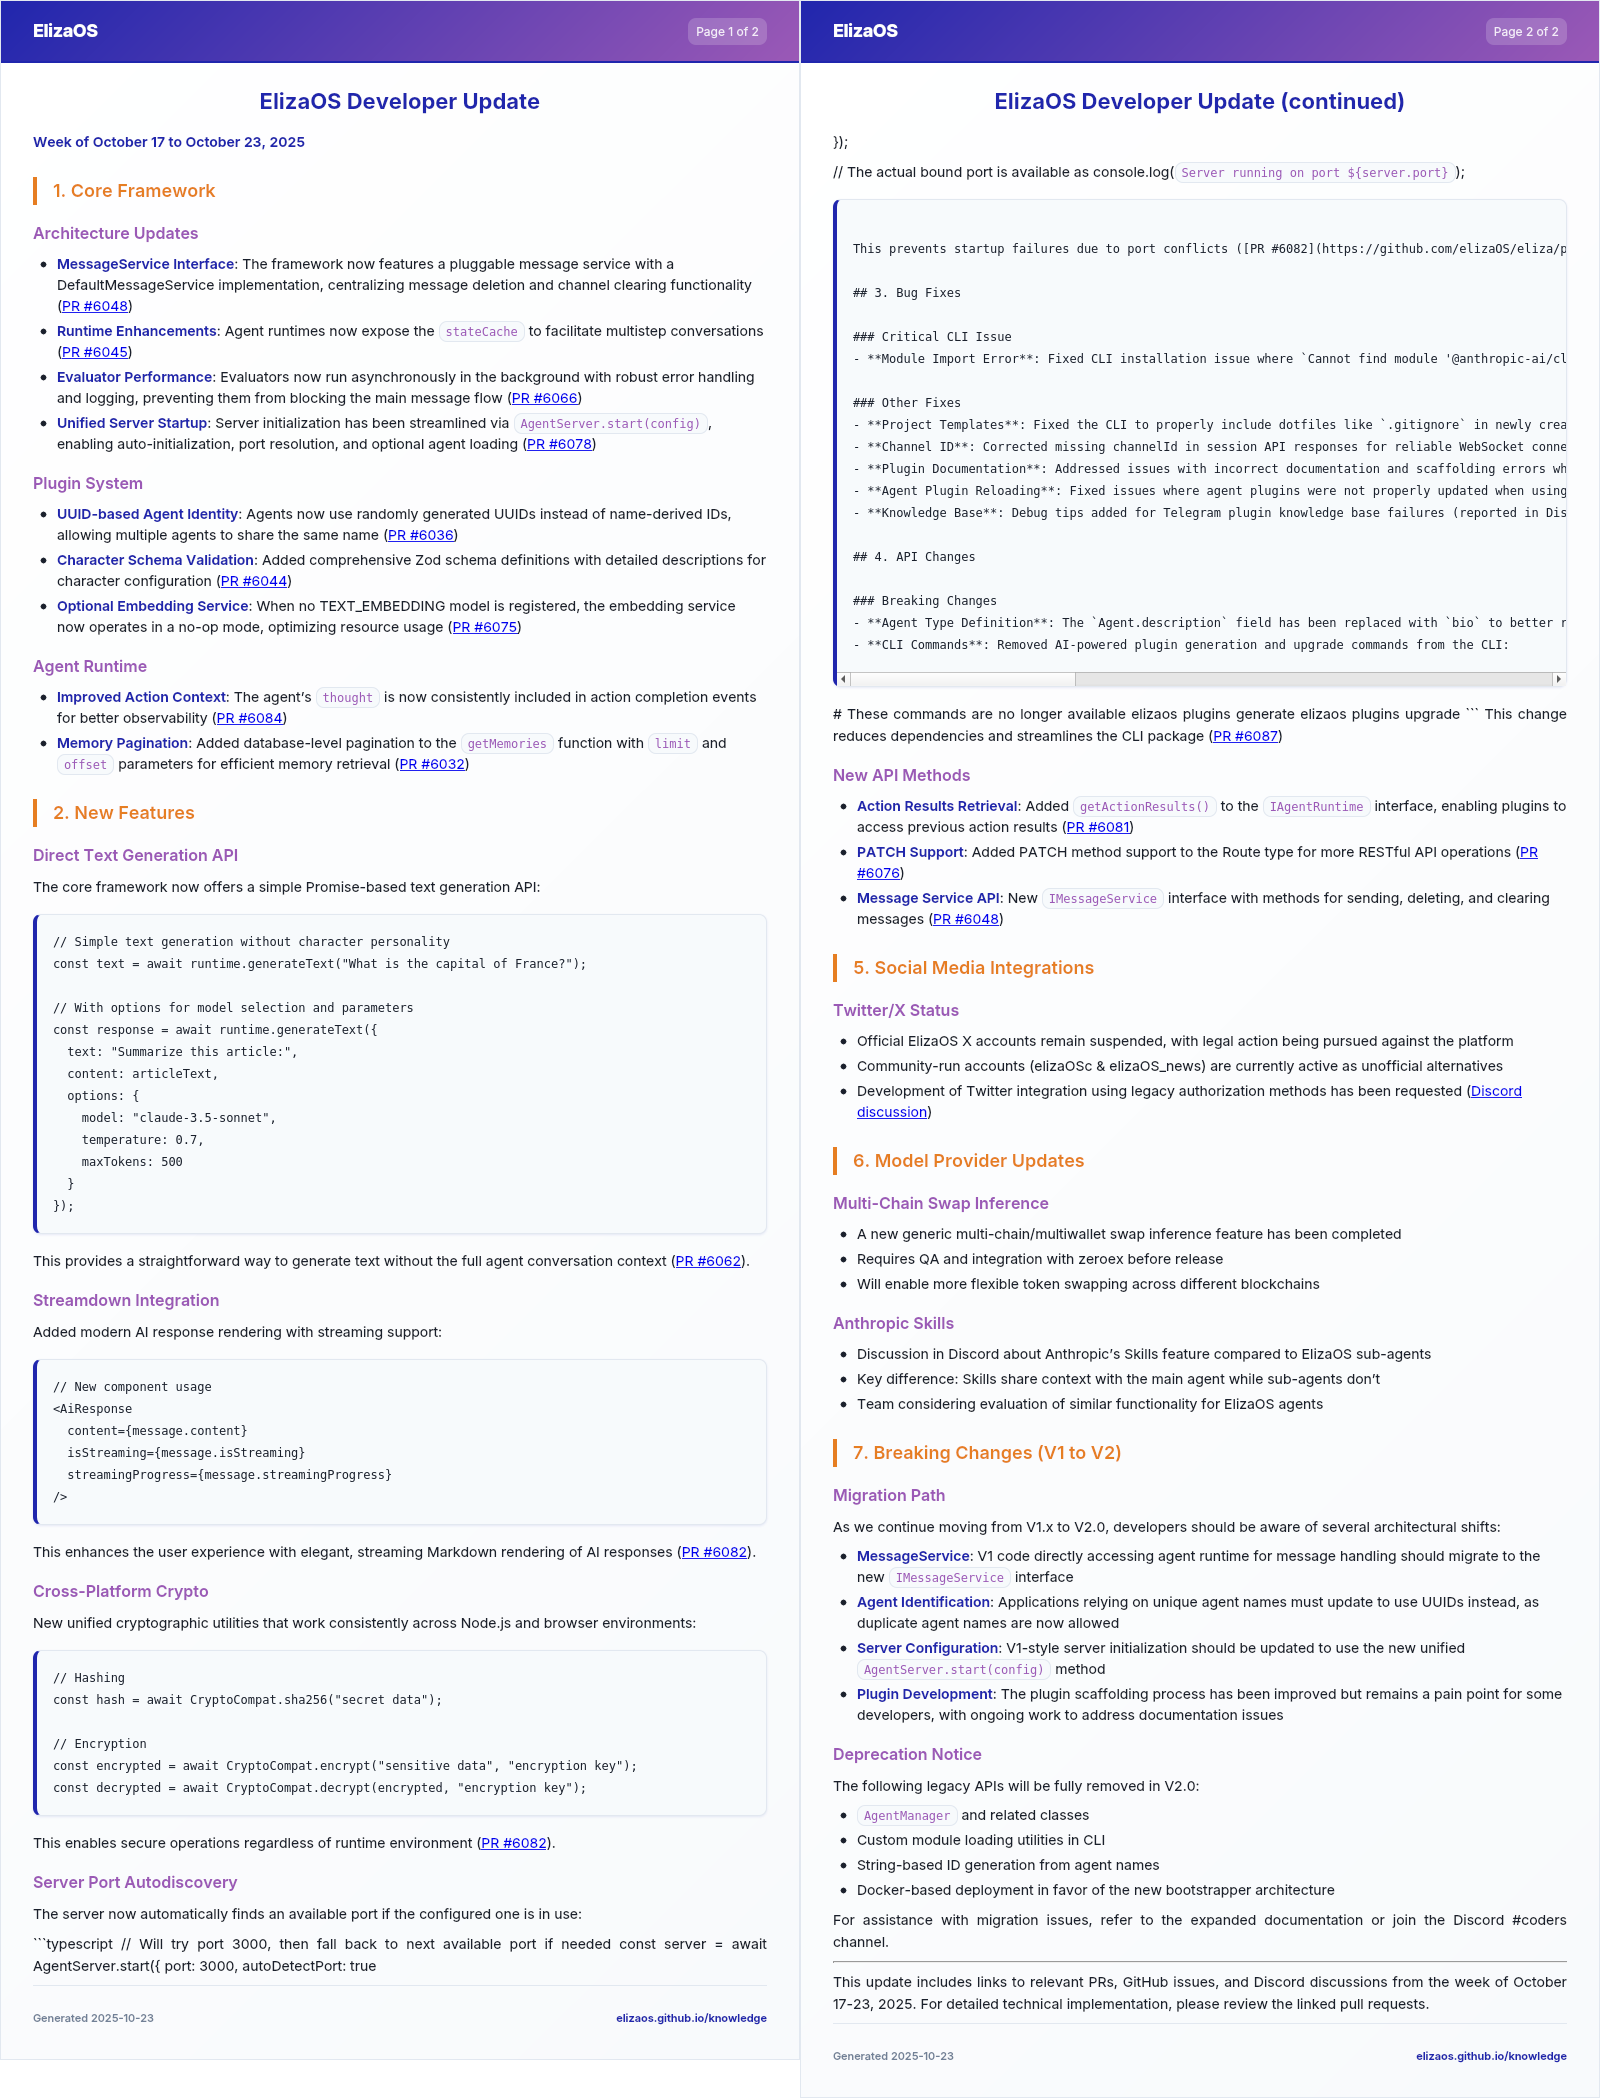 ElizaOS
Page 1 of 2
ElizaOS Developer Update
Week of October 17 to October 23, 2025
1. Core Framework
Architecture Updates
• MessageService Interface: The framework now features a pluggable message service with a
DefaultMessageService implementation, centralizing message deletion and channel clearing functionality
(PR #6048)
• Runtime Enhancements: Agent runtimes now expose the stateCache to facilitate multistep conversations
(PR #6045)
• Evaluator Performance: Evaluators now run asynchronously in the background with robust error handling
and logging, preventing them from blocking the main message flow (PR #6066)
• Unified Server Startup: Server initialization has been streamlined via AgentServer.start(config),
enabling auto-initialization, port resolution, and optional agent loading (PR #6078)
Plugin System
• UUID-based Agent Identity: Agents now use randomly generated UUIDs instead of name-derived IDs,
allowing multiple agents to share the same name (PR #6036)
• Character Schema Validation: Added comprehensive Zod schema definitions with detailed descriptions for
character configuration (PR #6044)
• Optional Embedding Service: When no TEXT_EMBEDDING model is registered, the embedding service
now operates in a no-op mode, optimizing resource usage (PR #6075)
Agent Runtime
• Improved Action Context: The agent's thought is now consistently included in action completion events
for better observability (PR #6084)
• Memory Pagination: Added database-level pagination to the getMemories function with limit and
offset parameters for efficient memory retrieval (PR #6032)
2. New Features
Direct Text Generation API
The core framework now offers a simple Promise-based text generation API:
// Simple text generation without character personality
const text = await runtime.generateText("What is the capital of France?");
// With options for model selection and parameters
const response = await runtime.generateText({
  text: "Summarize this article:",
  content: articleText,
  options: {
    model: "claude-3.5-sonnet",
    temperature: 0.7,
    maxTokens: 500
  }
});
This provides a straightforward way to generate text without the full agent conversation context (PR #6062).
Streamdown Integration
Added modern AI response rendering with streaming support:
// New component usage
<AiResponse
  content={message.content}
  isStreaming={message.isStreaming}
  streamingProgress={message.streamingProgress}
/>
This enhances the user experience with elegant, streaming Markdown rendering of AI responses (PR #6082).
Cross-Platform Crypto
New unified cryptographic utilities that work consistently across Node.js and browser environments:
// Hashing
const hash = await CryptoCompat.sha256("secret data");
// Encryption
const encrypted = await CryptoCompat.encrypt("sensitive data", "encryption key");
const decrypted = await CryptoCompat.decrypt(encrypted, "encryption key");
This enables secure operations regardless of runtime environment (PR #6082).
Server Port Autodiscovery
The server now automatically finds an available port if the configured one is in use:
```typescript // Will try port 3000, then fall back to next available port if needed const server = await
AgentServer.start({ port: 3000, autoDetectPort: true
Generated 2025-10-23
elizaos.github.io/knowledge
ElizaOS
Page 2 of 2
ElizaOS Developer Update (continued)
});
// The actual bound port is available as console.log(Server running on port ${server.port});
This prevents startup failures due to port conflicts ([PR #6082](https://github.com/elizaOS/eliza/p
## 3. Bug Fixes
### Critical CLI Issue
- **Module Import Error**: Fixed CLI installation issue where `Cannot find module '@anthropic-ai/cl
### Other Fixes
- **Project Templates**: Fixed the CLI to properly include dotfiles like `.gitignore` in newly crea
- **Channel ID**: Corrected missing channelId in session API responses for reliable WebSocket conne
- **Plugin Documentation**: Addressed issues with incorrect documentation and scaffolding errors wh
- **Agent Plugin Reloading**: Fixed issues where agent plugins were not properly updated when using
- **Knowledge Base**: Debug tips added for Telegram plugin knowledge base failures (reported in Dis
## 4. API Changes
### Breaking Changes
- **Agent Type Definition**: The `Agent.description` field has been replaced with `bio` to better r
- **CLI Commands**: Removed AI-powered plugin generation and upgrade commands from the CLI:
# These commands are no longer available elizaos plugins generate elizaos plugins upgrade ``` This change
reduces dependencies and streamlines the CLI package (PR #6087)
New API Methods
• Action Results Retrieval: Added getActionResults() to the IAgentRuntime interface, enabling plugins to
access previous action results (PR #6081)
• PATCH Support: Added PATCH method support to the Route type for more RESTful API operations (PR
#6076)
• Message Service API: New IMessageService interface with methods for sending, deleting, and clearing
messages (PR #6048)
5. Social Media Integrations
Twitter/X Status
• Official ElizaOS X accounts remain suspended, with legal action being pursued against the platform
• Community-run accounts (elizaOSc & elizaOS_news) are currently active as unofficial alternatives
• Development of Twitter integration using legacy authorization methods has been requested (Discord
discussion)
6. Model Provider Updates
Multi-Chain Swap Inference
• A new generic multi-chain/multiwallet swap inference feature has been completed
• Requires QA and integration with zeroex before release
• Will enable more flexible token swapping across different blockchains
Anthropic Skills
• Discussion in Discord about Anthropic's Skills feature compared to ElizaOS sub-agents
• Key difference: Skills share context with the main agent while sub-agents don't
• Team considering evaluation of similar functionality for ElizaOS agents
7. Breaking Changes (V1 to V2)
Migration Path
As we continue moving from V1.x to V2.0, developers should be aware of several architectural shifts:
• MessageService: V1 code directly accessing agent runtime for message handling should migrate to the
new IMessageService interface
• Agent Identification: Applications relying on unique agent names must update to use UUIDs instead, as
duplicate agent names are now allowed
• Server Configuration: V1-style server initialization should be updated to use the new unified
AgentServer.start(config) method
• Plugin Development: The plugin scaffolding process has been improved but remains a pain point for some
developers, with ongoing work to address documentation issues
Deprecation Notice
The following legacy APIs will be fully removed in V2.0:
• AgentManager and related classes
• Custom module loading utilities in CLI
• String-based ID generation from agent names
• Docker-based deployment in favor of the new bootstrapper architecture
For assistance with migration issues, refer to the expanded documentation or join the Discord #coders
channel.
This update includes links to relevant PRs, GitHub issues, and Discord discussions from the week of October
17-23, 2025. For detailed technical implementation, please review the linked pull requests.
Generated 2025-10-23
elizaos.github.io/knowledge